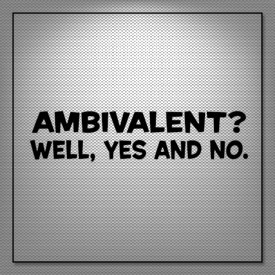 AMBIVALENT?
WELL, YES AND NO.